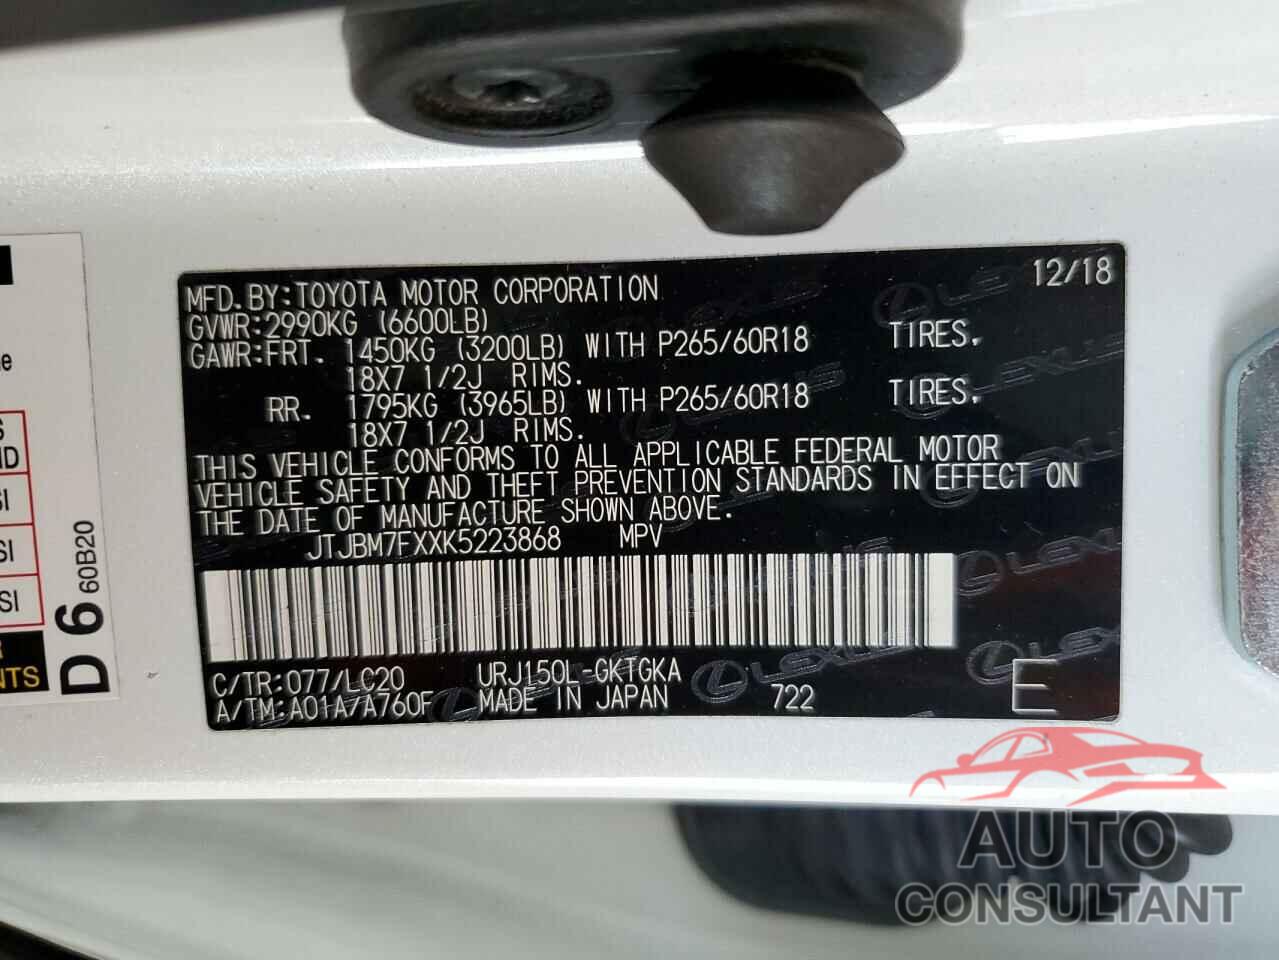 12/18
MFD.BY:TOYOTA MOTOR CORPORATION
GVWR:2990KG (6600LB)
GAWR:FRT. 1450KG (3200LB) WITH P265/60R18 TIRES,
18X7 1/2J RIMS.
RR. 1795KG (3965LB) WITH P265/60R18 TIRES,
18X7 1/2J RIMS.
THIS VEHICLE CONFORMS TO ALL APPLICABLE FEDERAL MOTOR
VEHICLE SAFETY AND THEFT PREVENTION STANDARDS IN EFFECT ON
THE DATE OF MANUFACTURE SHOWN ABOVE.
JTJBM7FXXK5223868 MPV
C/TR:077/LC20 URJ150L-GKTGKA
A/TM:A01A/A760F MADE IN JAPAN 722 E
LEXUS
D 6 60B20
AUTO
CONSULTANT